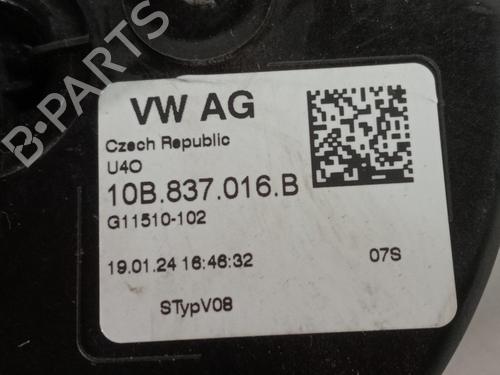 B-PARTS
VW AG
Czech Republic
U4O
10B.837.016.B
G11510-102
19.01.24 16:46:32 07S
STypV08